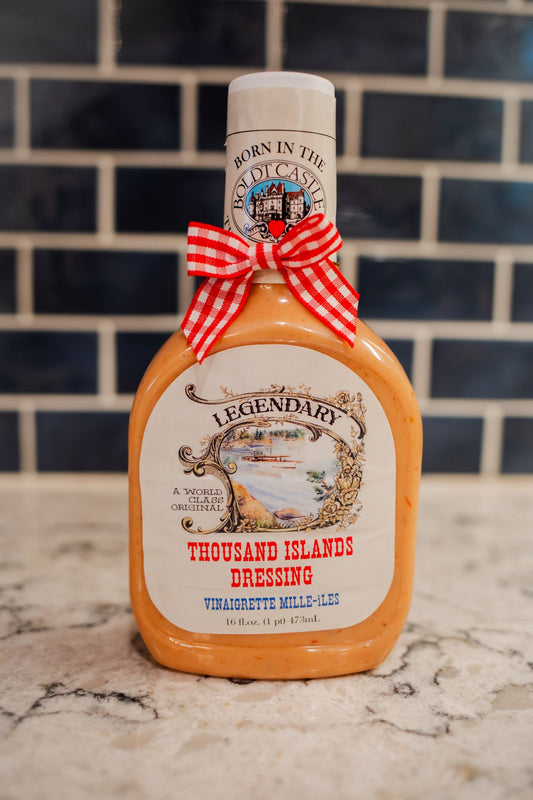 BORN IN THE
BOLDT CASTLE
LEGENDARY
A WORLD
CLASS
ORIGINAL
THOUSAND ISLANDS
DRESSING
VINAIGRETTE MILLE-iLES
16 fl.oz. (1 pt) 473mL